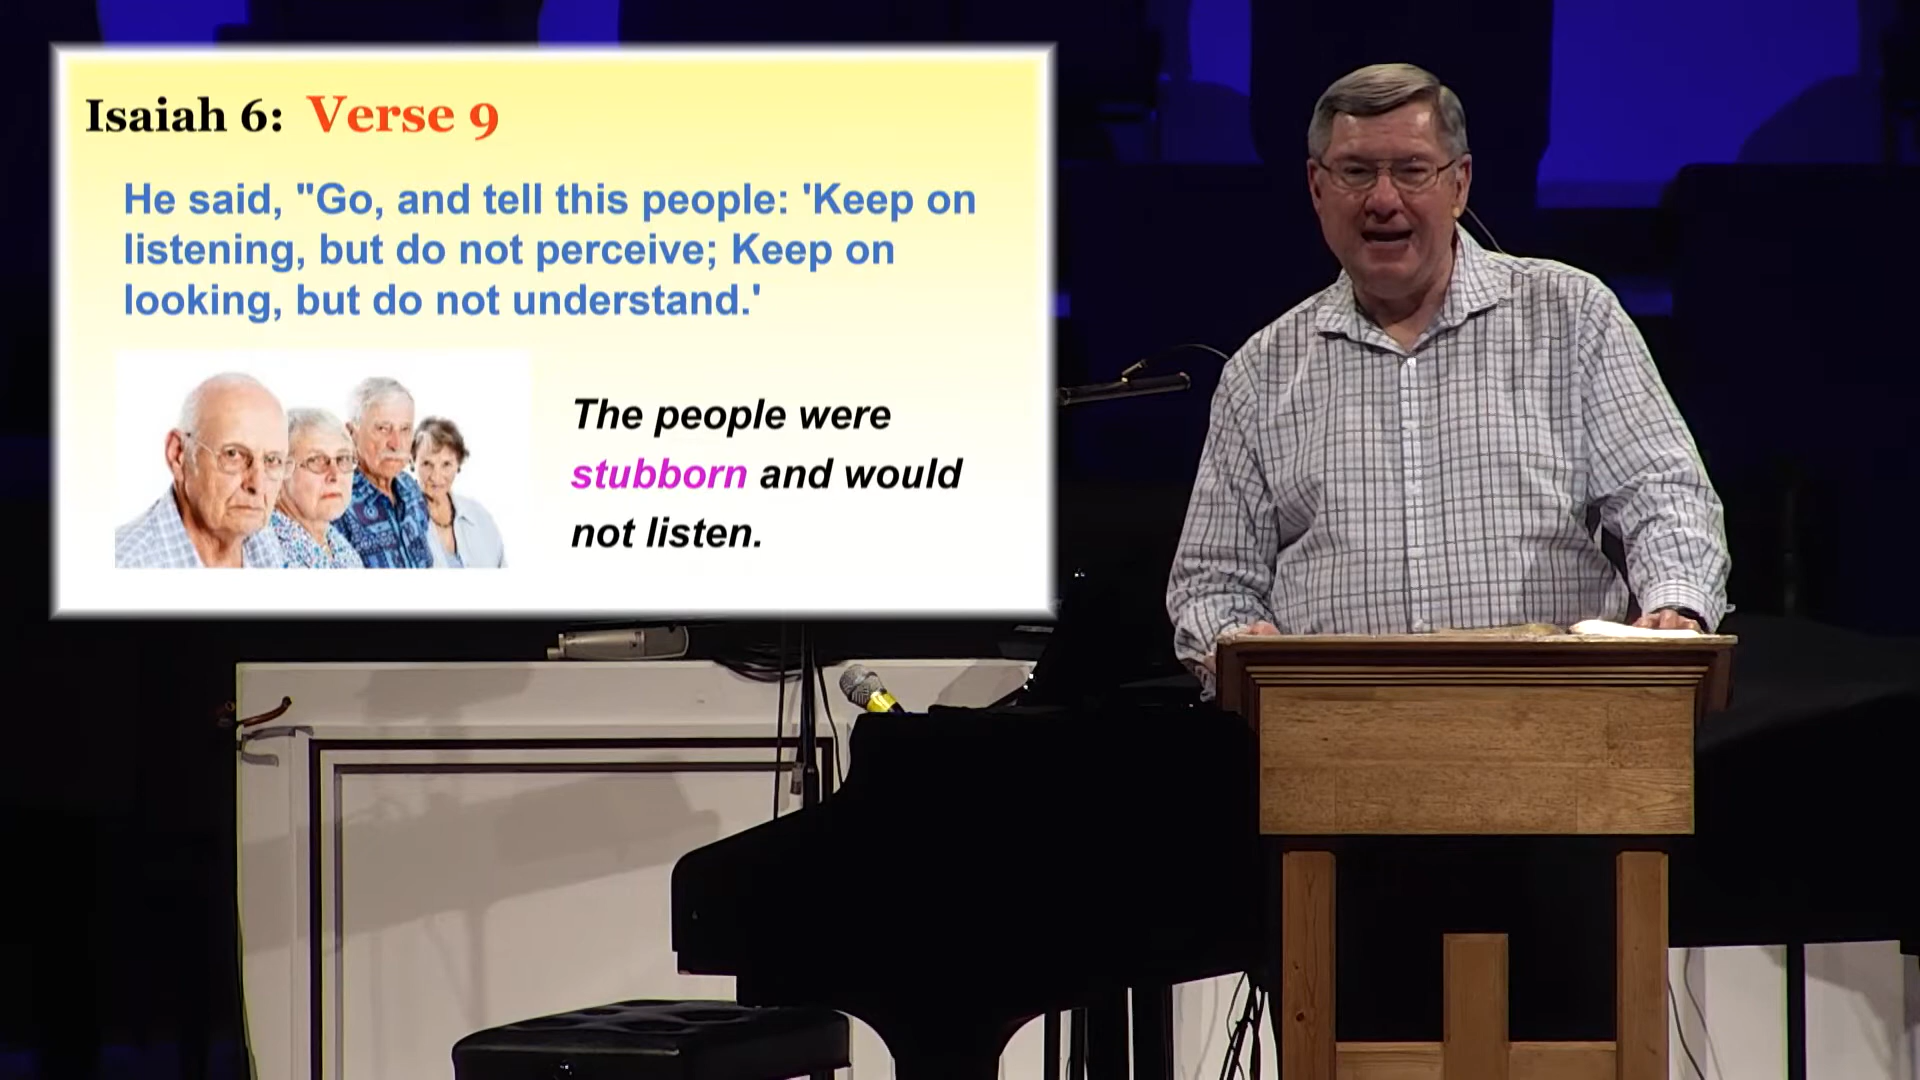 Isaiah 6: Verse 9
He said, "Go, and tell this people: 'Keep on
listening, but do not perceive; Keep on
looking, but do not understand.'
The people were
stubborn and would
not listen.